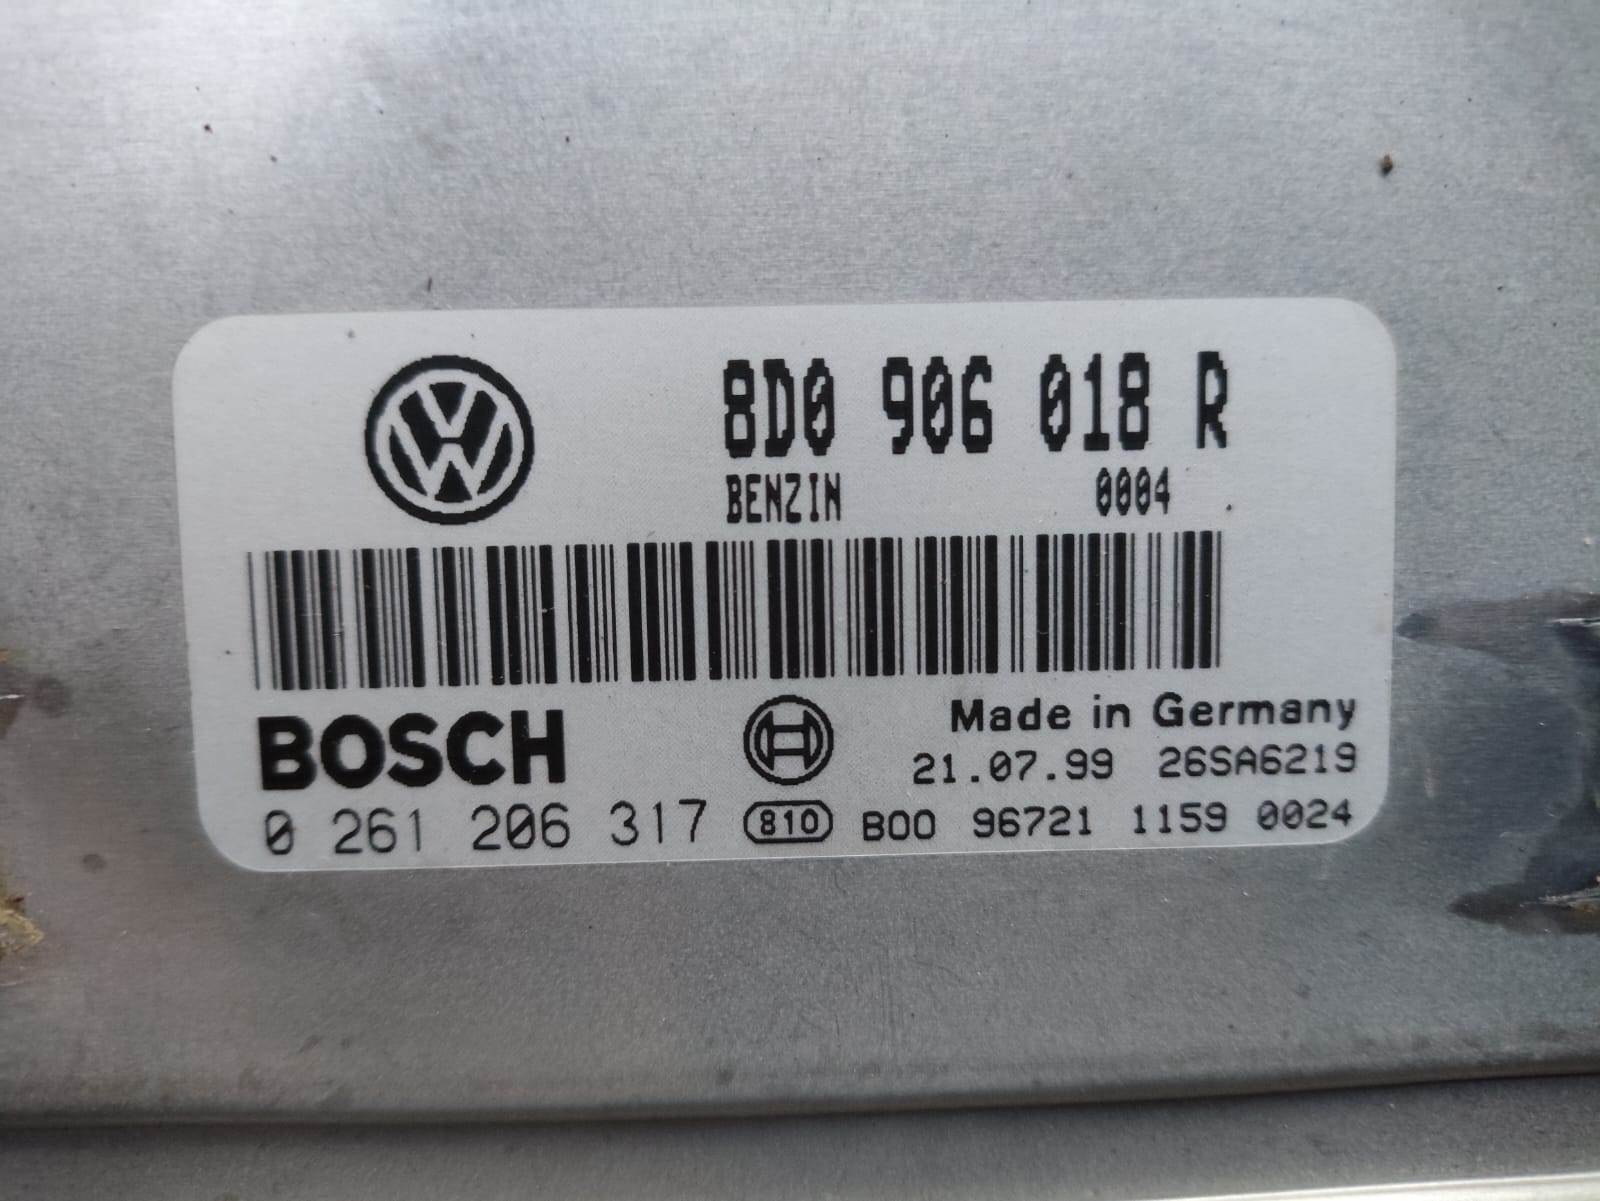 8D0 906 018 R
BENZIN 0004
BOSCH
Made in Germany
21.07.99 26SA6219
0 261 206 317 810 B00 96721 1159 0024